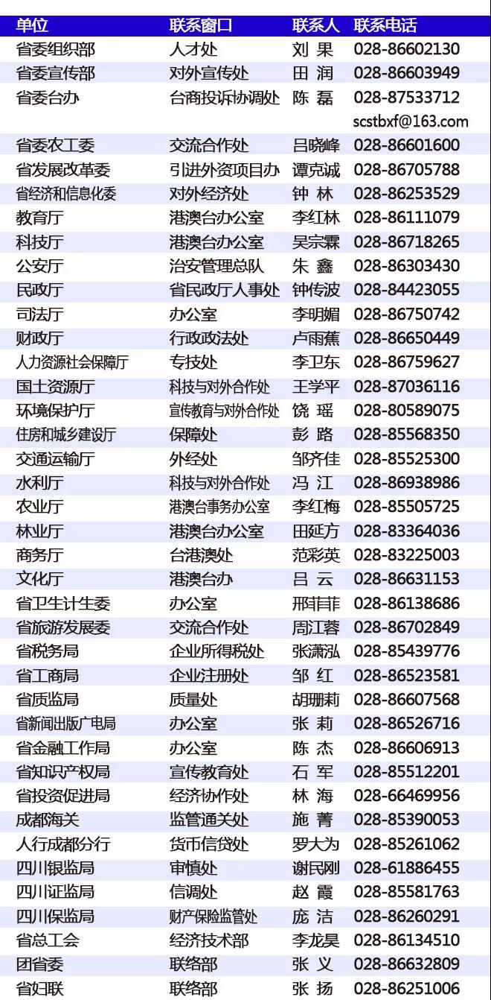 单位 联系窗口 联系人 联系电话
省委组织部 人才处 刘 果 028-86602130
省委宣传部 对外宣传处 田 润 028-86603949
省委台办 台商投诉协调处 陈 磊 028-87533712
scstbxf@163.com
省委农工委 交流合作处 吕晓峰 028-86601600
省发展改革委 引进外资项目办 谭克诚 028-86705788
省经济和信息化委 对外经济处 钟 林 028-86253529
教育厅 港澳台办公室 李红林 028-86111079
科技厅 港澳台办公室 吴宗霖 028-86718265
公安厅 治安管理总队 朱 鑫 028-86303430
民政厅 省民政厅人事处 钟传波 028-84423055
司法厅 办公室 李明媚 028-86750742
财政厅 行政政法处 卢雨蕉 028-86650449
人力资源社会保障厅 专技处 李卫东 028-86759627
国土资源厅 科技与对外合作处 王学平 028-87036116
环境保护厅 宣传教育与对外合作处 饶 瑶 028-80589075
住房和城乡建设厅 保障处 彭 路 028-85568350
交通运输厅 外经处 邹齐佳 028-85525300
水利厅 科技与对外合作处 冯 江 028-86938986
农业厅 港澳台事务办公室 李红梅 028-85505725
林业厅 港澳台办公室 田延方 028-83364036
商务厅 台港澳处 范彩英 028-83225003
文化厅 港澳台办 吕 云 028-86631153
省卫生计生委 办公室 邢菲菲 028-86138686
省旅游发展委 交流合作处 周江蓉 028-86702849
省税务局 企业所得税处 张潇泓 028-85439776
省工商局 企业注册处 邹 红 028-86523581
省质监局 质量处 胡珊莉 028-86607568
省新闻出版广电局 办公室 张 莉 028-86526716
省金融工作局 办公室 陈 杰 028-86606913
省知识产权局 宣传教育处 石 军 028-85512201
省投资促进局 经济协作处 林 海 028-66469956
成都海关 监管通关处 施 菁 028-85390053
人行成都分行 货币信贷处 罗大为 028-85261062
四川银监局 审慎处 谢民刚 028-61886455
四川证监局 信调处 赵 霞 028-85581763
四川保监局 财产保险监管处 庞 洁 028-86260291
省总工会 经济技术部 李龙昊 028-86134510
团省委 联络部 张 义 028-86632809
省妇联 联络部 张 扬 028-86251006